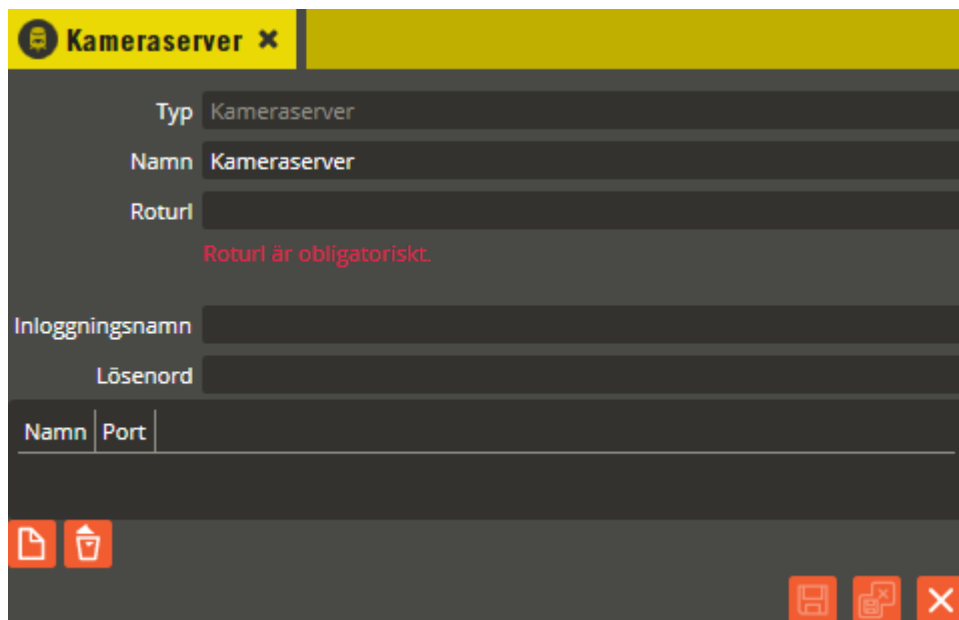 Kameraserver
Typ Kameraserver
Namn Kameraserver
Roturl
Roturl är obligatoriskt.
Inloggningsnamn
Lösenord
Namn Port